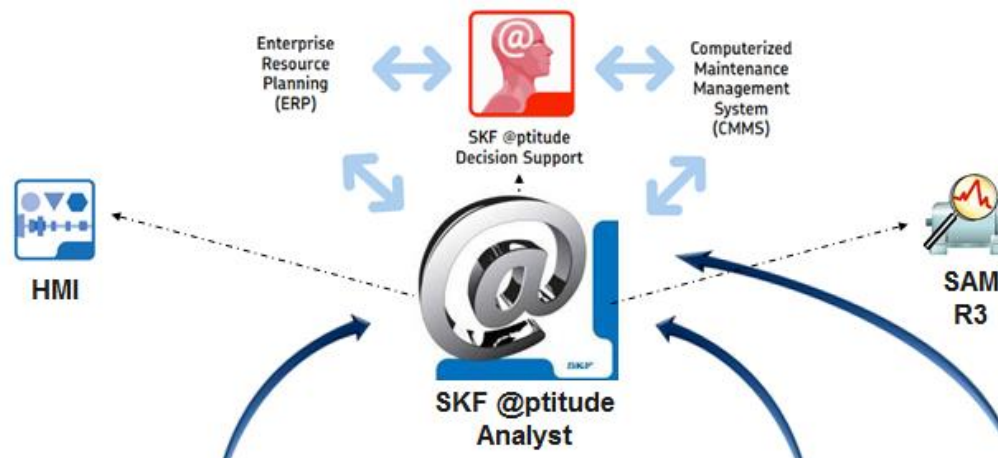 Enterprise
Resource
Planning
(ERP)
@
SKF @ptitude
Decision Support
Computerized
Maintenance
Management
System
(CMMS)
HMI
@
SKF
SKF @ptitude
Analyst
SAM
R3